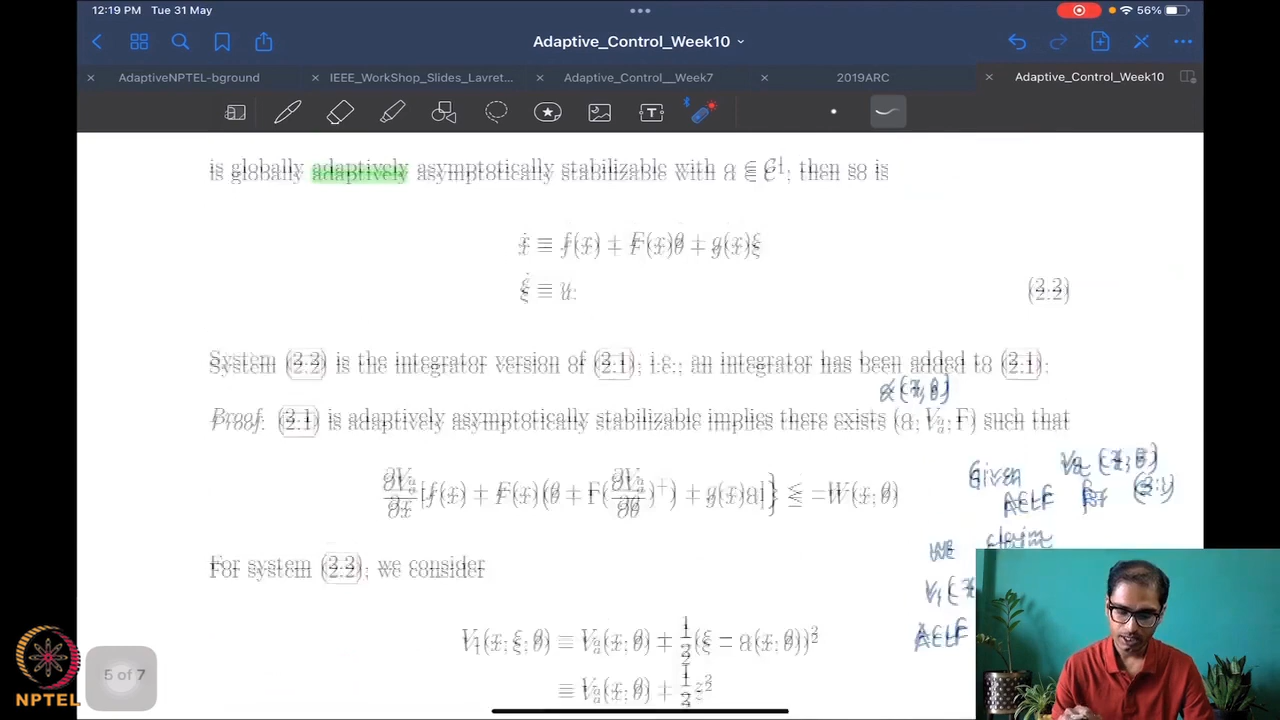 12:19 PM Tue 31 May
56%
Adaptive_Control_Week10
AdaptiveNPTEL-bground
IEEE_WorkShop_Slides_Lavret...
Adaptive_Control__Week7
2019ARC
Adaptive_Control_Week10
is globally adaptively asymptotically stabilizable with α ∈ C¹, then so is
ẋ = f(x) + F(x)θ + g(x)ξ
ξ̇ = u. (2.2)
System (2.2) is the integrator version of (2.1), i.e., an integrator has been added to (2.1).
α(x, θ)
Proof. (2.1) is adaptively asymptotically stabilizable implies there exists (α, Vₐ, Γ) such that
∂Vₐ/∂x [f(x) + F(x)(θ + Γ(∂Vₐ/∂θ)⊤) + g(x)α] ≤ −W(x, θ)
Given Vₐ(x, θ)
ACLF for (2.1)
we claim
V₁(x
ACLF
For system (2.2), we consider
V₁(x, ξ, θ) = Vₐ(x, θ) + 1/2(ξ − α(x, θ))²
= Vₐ(x, θ) + 1/2 z²
5 of 7
NPTEL